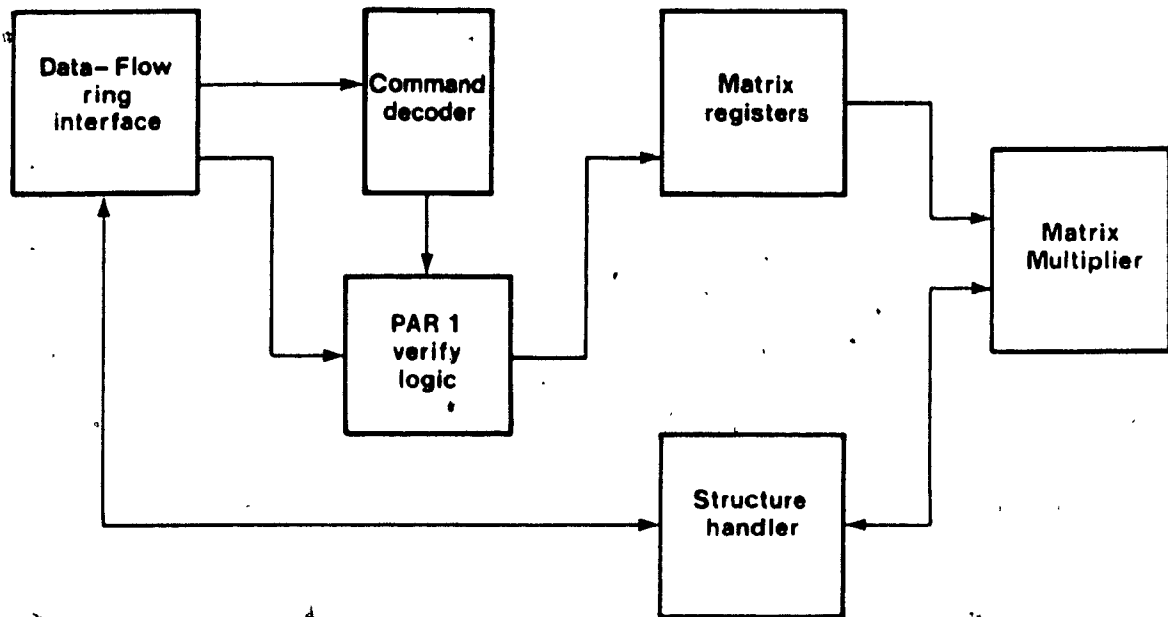 Data-Flow
ring
interface
Command
decoder
Matrix
registers
Matrix
Multiplier
PAR 1
verify
logic
Structure
handler